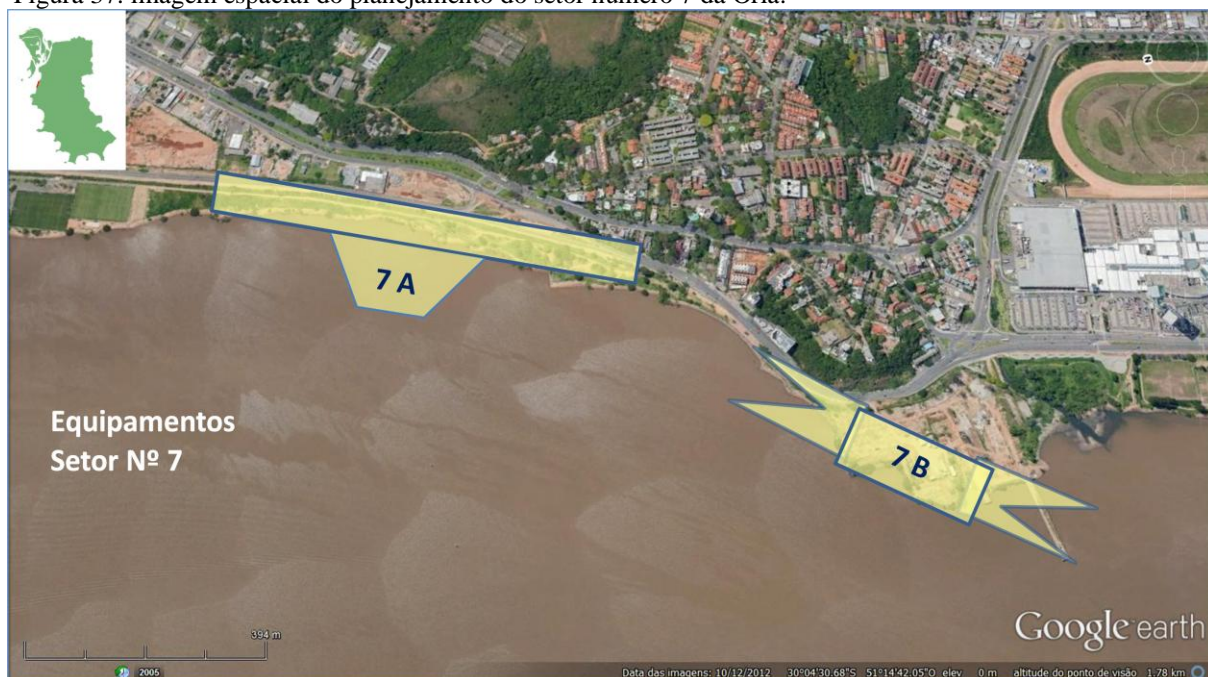 Figura 37: Imagem espacial do planejamento do setor número 7 da Orla.
7 A
7 B
Equipamentos
Setor Nº 7
Google earth
394 m
2005
Data das imagens: 10/12/2012 30°04'30.68"S 51°14'42.05"O elev 0 m altitude do ponto de visão 1.78 km